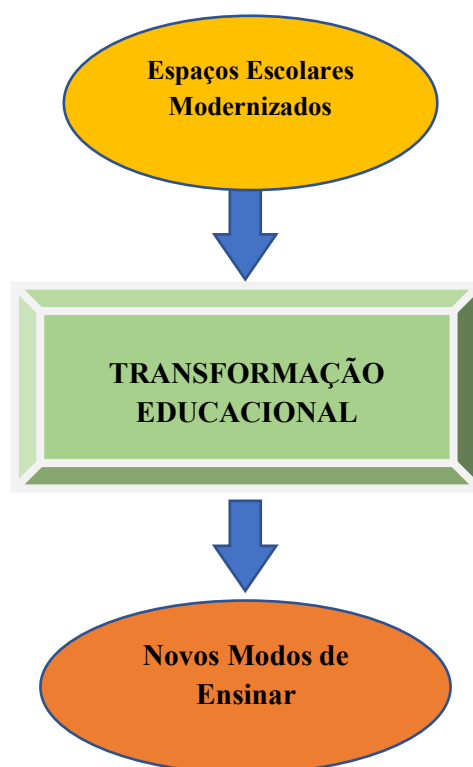 Espaços Escolares
Modernizados
TRANSFORMAÇÃO
EDUCACIONAL
Novos Modos de
Ensinar